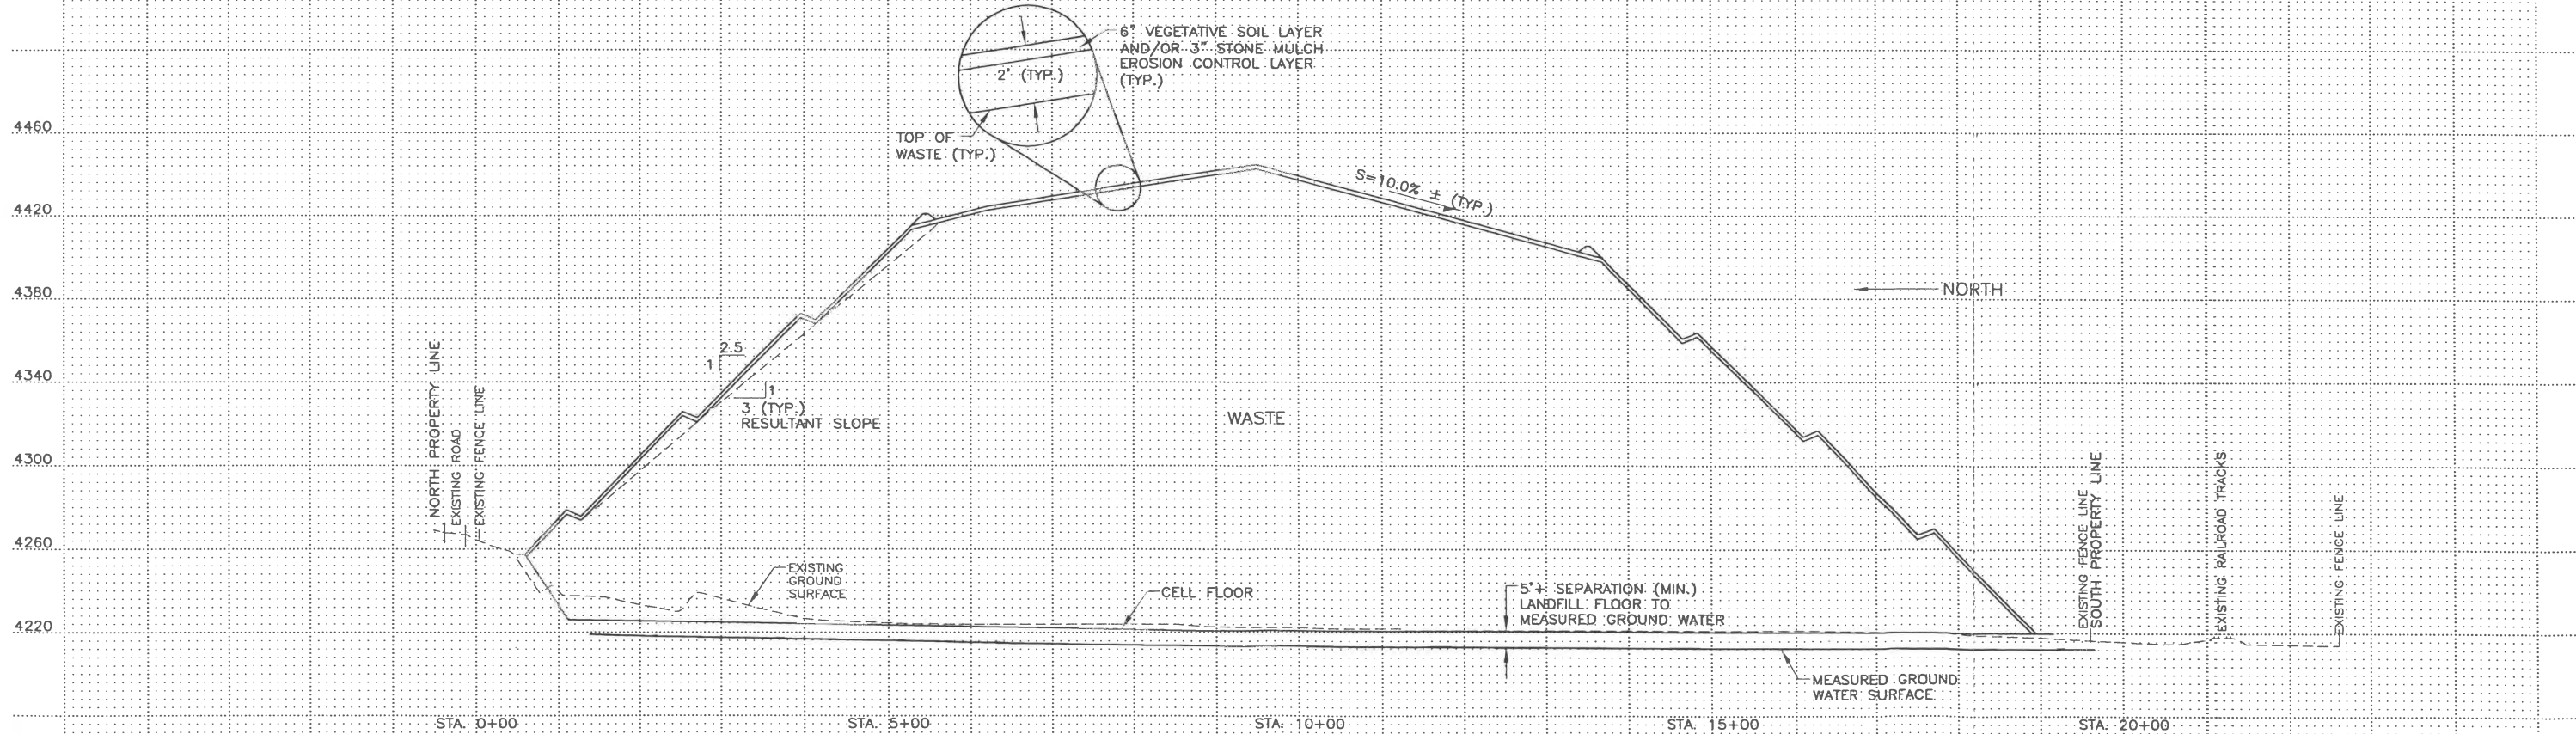 6" VEGETATIVE SOIL LAYER
AND/OR 3" STONE MULCH
EROSION CONTROL LAYER
(TYP.)
2' (TYP.)
TOP OF
WASTE (TYP.)
4460
4420
4380
4340
4300
4260
4220
S=10.0% ± (TYP.)
NORTH
2.5
1
1
3 (TYP.)
RESULTANT SLOPE
WASTE
NORTH PROPERTY LINE
EXISTING ROAD
EXISTING FENCE LINE
EXISTING
GROUND
SURFACE
CELL FLOOR
5'+ SEPARATION (MIN.)
LANDFILL FLOOR TO
MEASURED GROUND WATER
MEASURED GROUND
WATER SURFACE
EXISTING FENCE LINE
SOUTH PROPERTY LINE
EXISTING RAILROAD TRACKS
EXISTING FENCE LINE
STA. 0+00
STA. 5+00
STA. 10+00
STA. 15+00
STA. 20+00